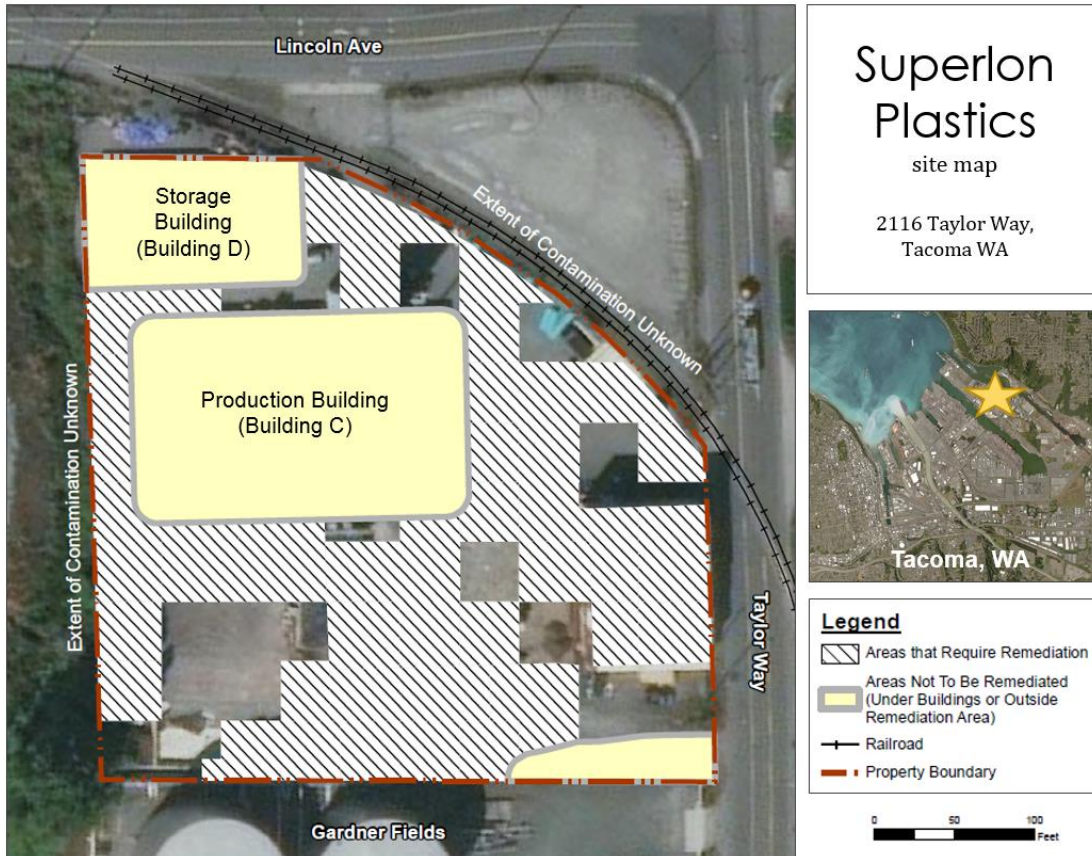 Lincoln Ave
Storage
Building
(Building D)
Extent of Contamination Unknown
Production Building
(Building C)
Extent of Contamination Unknown
Taylor Way
Gardner Fields
Superlon
Plastics
site map
2116 Taylor Way,
Tacoma WA
Tacoma, WA
Legend
Areas that Require Remediation
Areas Not To Be Remediated
(Under Buildings or Outside
Remediation Area)
Railroad
Property Boundary
0 50 100
Feet